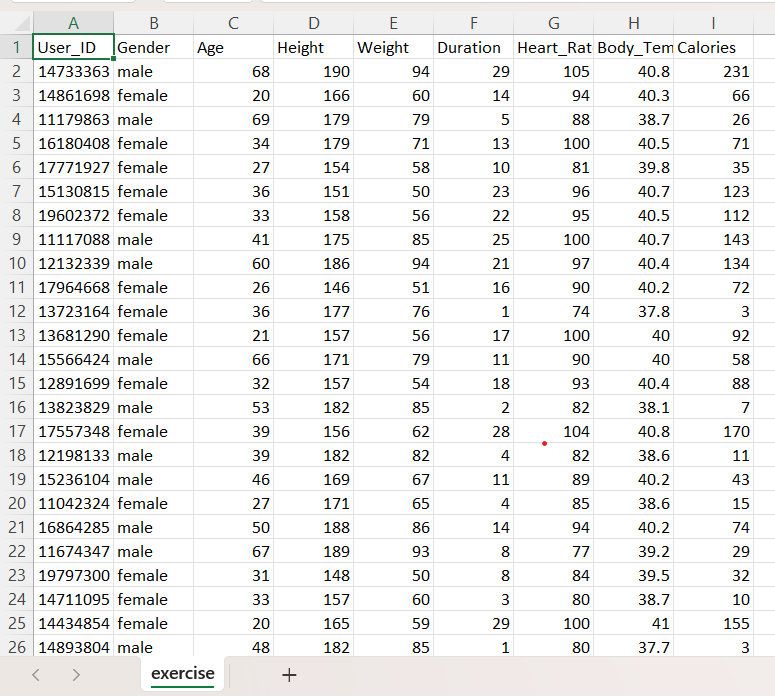 A B C D E F G H I
1 User_ID Gender Age Height Weight Duration Heart_Rat Body_Tem Calories
2 14733363 male 68 190 94 29 105 40.8 231
3 14861698 female 20 166 60 14 94 40.3 66
4 11179863 male 69 179 79 5 88 38.7 26
5 16180408 female 34 179 71 13 100 40.5 71
6 17771927 female 27 154 58 10 81 39.8 35
7 15130815 female 36 151 50 23 96 40.7 123
8 19602372 female 33 158 56 22 95 40.5 112
9 11117088 male 41 175 85 25 100 40.7 143
10 12132339 male 60 186 94 21 97 40.4 134
11 17964668 female 26 146 51 16 90 40.2 72
12 13723164 female 36 177 76 1 74 37.8 3
13 13681290 female 21 157 56 17 100 40 92
14 15566424 male 66 171 79 11 90 40 58
15 12891699 female 32 157 54 18 93 40.4 88
16 13823829 male 53 182 85 2 82 38.1 7
17 17557348 female 39 156 62 28 104 40.8 170
18 12198133 male 39 182 82 4 82 38.6 11
19 15236104 male 46 169 67 11 89 40.2 43
20 11042324 female 27 171 65 4 85 38.6 15
21 16864285 male 50 188 86 14 94 40.2 74
22 11674347 male 67 189 93 8 77 39.2 29
23 19797300 female 31 148 50 8 84 39.5 32
24 14711095 female 33 157 60 3 80 38.7 10
25 14434854 female 20 165 59 29 100 41 155
26 14893804 male 48 182 85 1 80 37.7 3
exercise